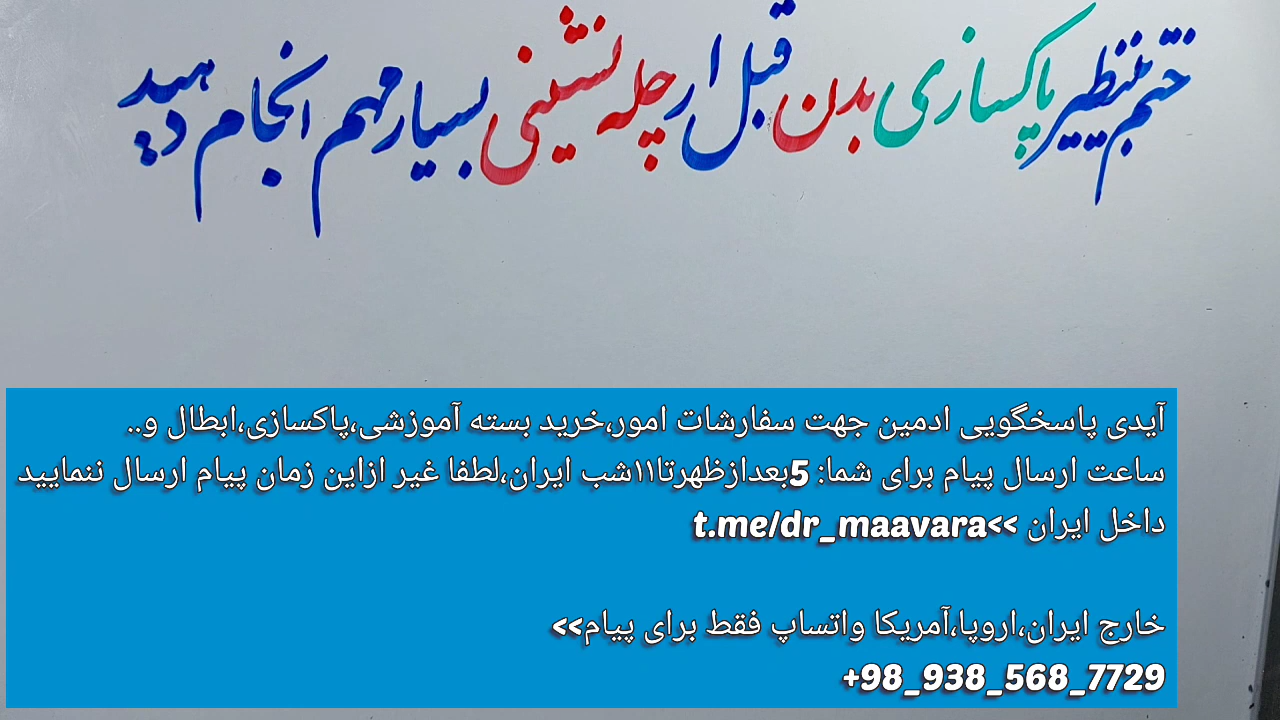 ختم بینظیر پاکسازی بدن قبل از چله نشینی بسیار مهم انجام دهید
آیدی پاسخگویی ادمین جهت سفارشات امور،خرید بسته آموزشی،پاکسازی،ابطال و..
ساعت ارسال پیام برای شما: 5بعدازظهرتا۱۱شب ایران،لطفا غیر ازاین زمان پیام ارسال ننمایید
داخل ایران >>t.me/dr_maavara
خارج ایران،اروپا،آمریکا واتساپ فقط برای پیام>>
+98_938_568_7729